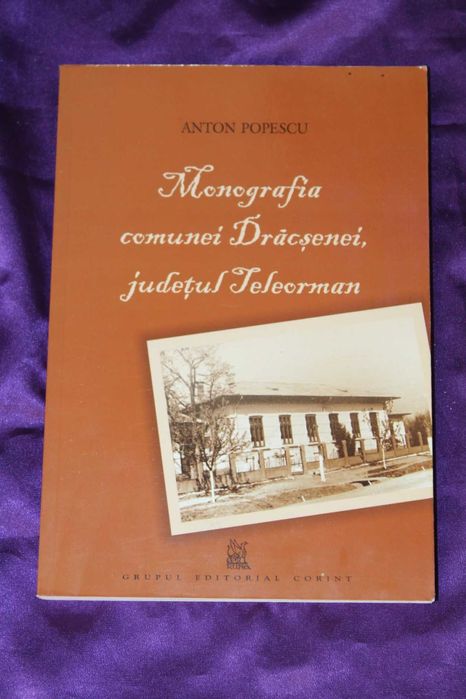 ANTON POPESCU
Monografia
comunei Drăcșenei,
județul Teleorman
GRUPUL EDITORIAL CORINT